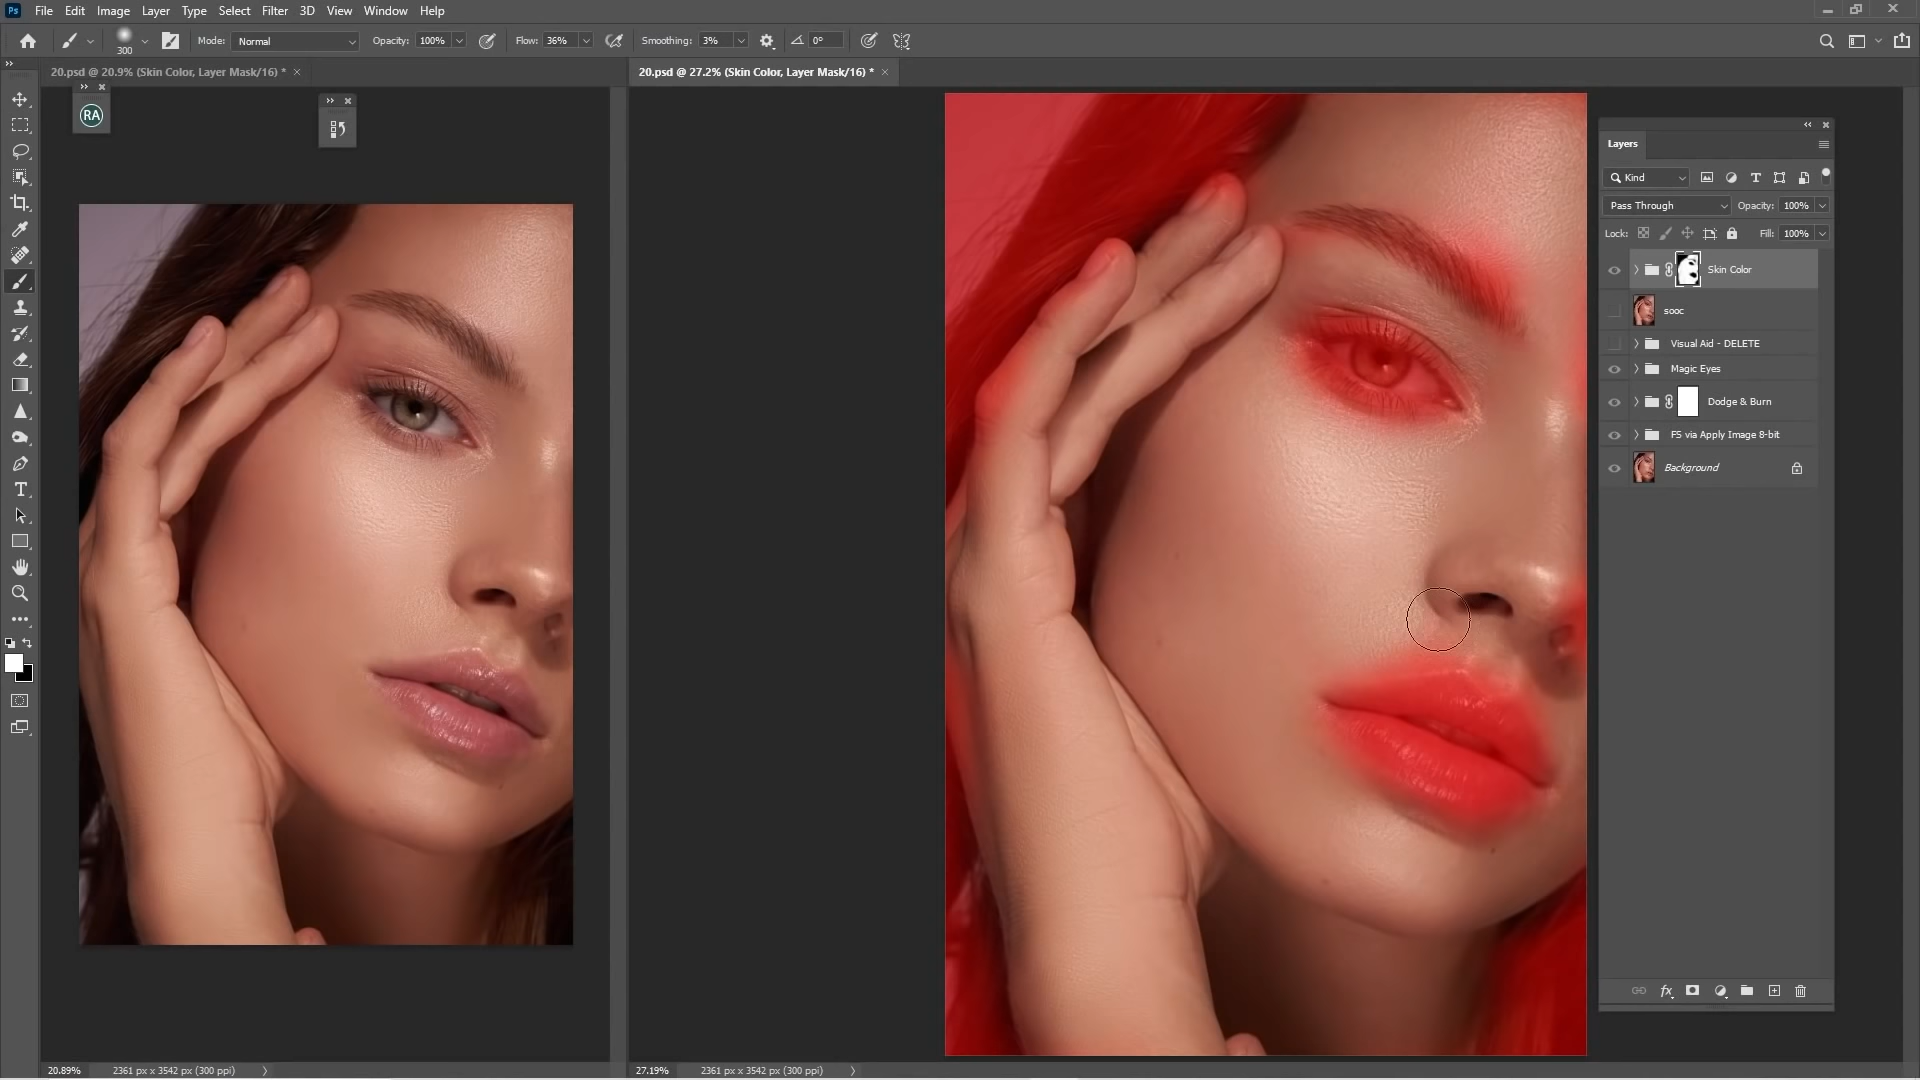 Ps File Edit Image Layer Type Select Filter 3D View Window Help
300 Mode: Normal Opacity: 100% Flow: 36% Smoothing: 3% 0°
20.psd @ 20.9% (Skin Color, Layer Mask/16) *
20.psd @ 27.2% (Skin Color, Layer Mask/16) *
RA
Layers
Kind
Pass Through Opacity: 100%
Lock: Fill: 100%
Skin Color
sooc
Visual Aid - DELETE
Magic Eyes
Dodge & Burn
FS via Apply Image 8-bit
Background
fx
20.89% 2361 px x 3542 px (300 ppi)
27.19% 2361 px x 3542 px (300 ppi)